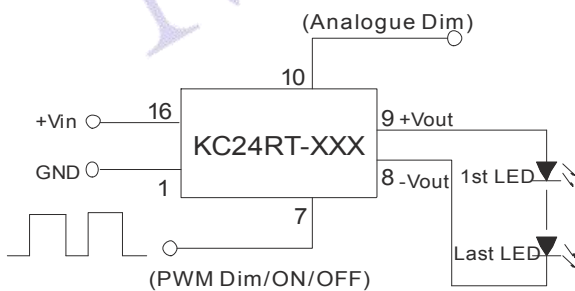 (Analogue Dim)
10
+Vin
16
KC24RT-XXX
9 +Vout
GND
1
8 -Vout
1st LED
7
Last LED
(PWM Dim/ON/OFF)